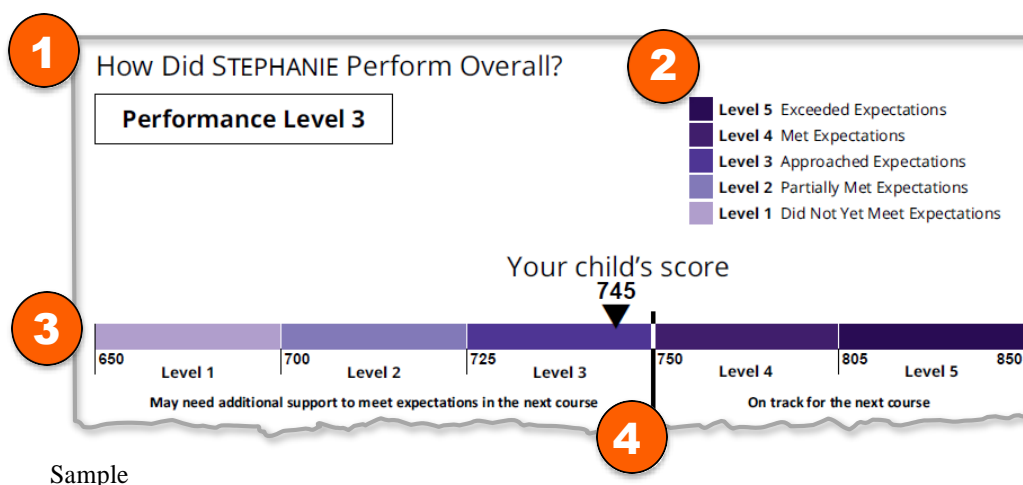 1
How Did STEPHANIE Perform Overall?
2
Performance Level 3
Level 5 Exceeded Expectations
Level 4 Met Expectations
Level 3 Approached Expectations
Level 2 Partially Met Expectations
Level 1 Did Not Yet Meet Expectations
Your child's score
745
3
650 700 725 750 805 850
Level 1 Level 2 Level 3 Level 4 Level 5
May need additional support to meet expectations in the next course On track for the next course
4
Sample